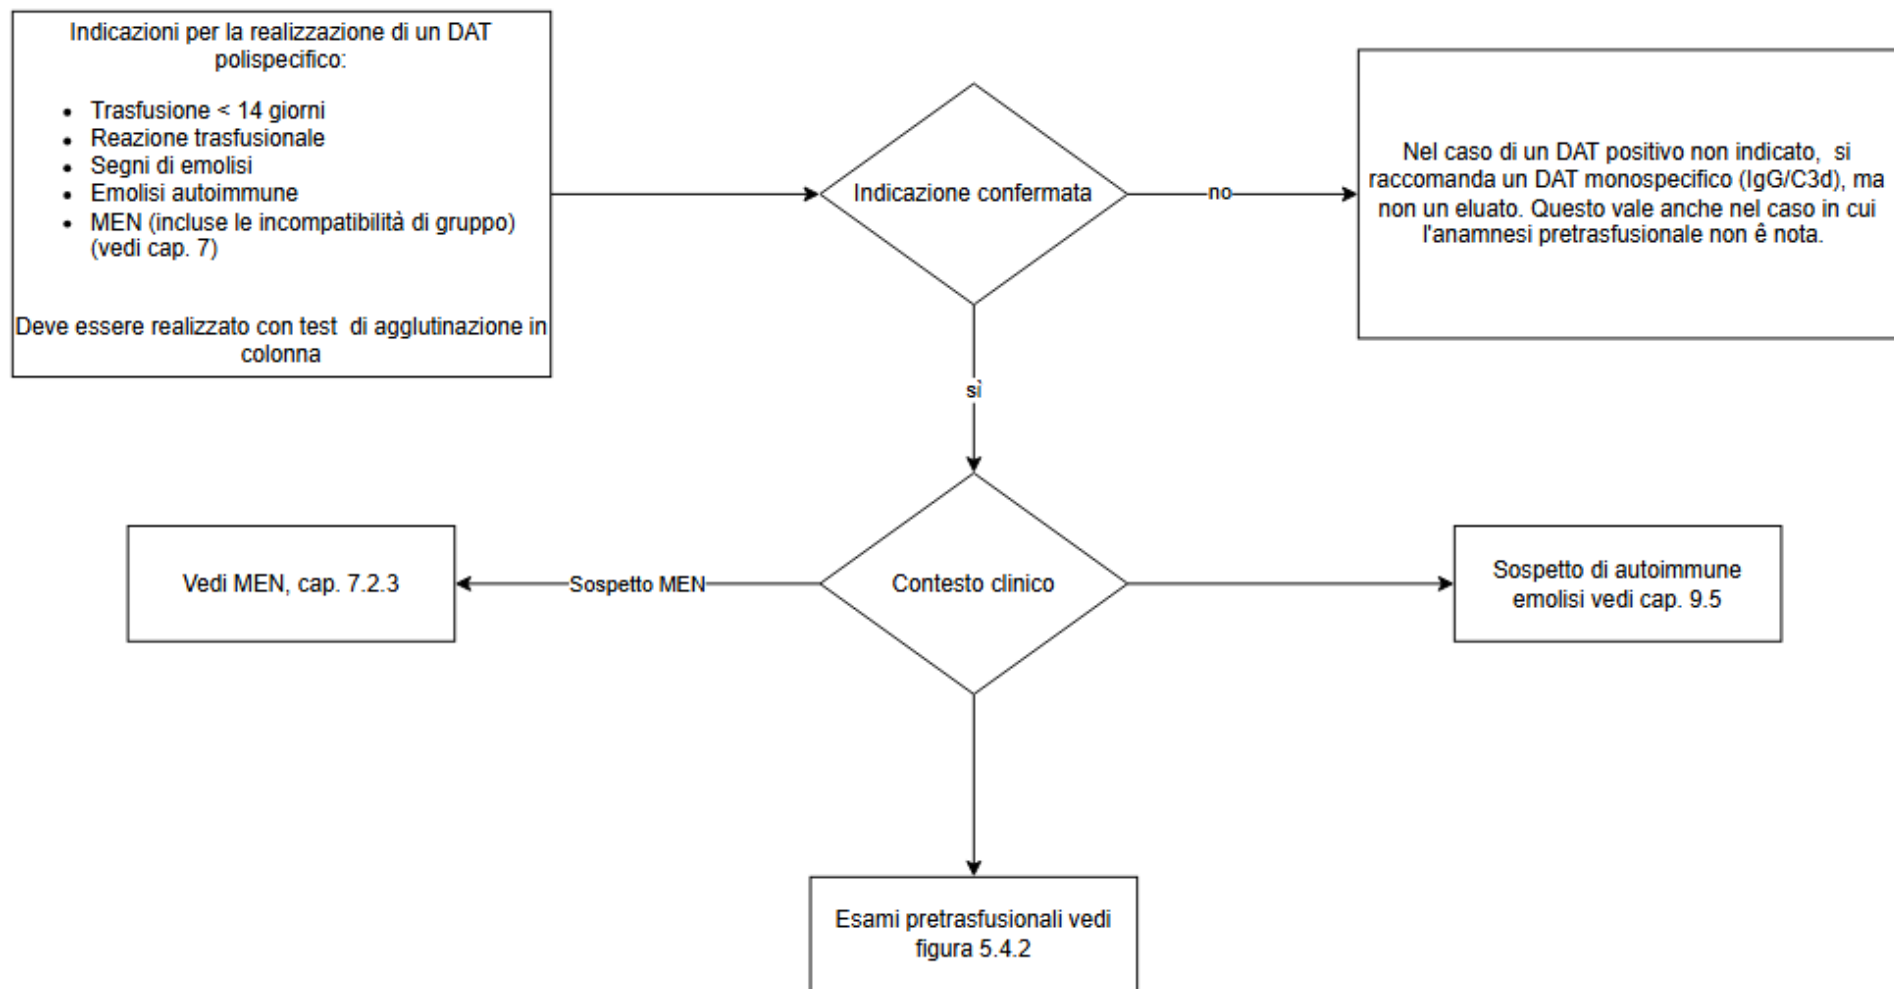 Indicazioni per la realizzazione di un DAT
polispecifico:
• Trasfusione < 14 giorni
• Reazione trasfusionale
• Segni di emolisi
• Emolisi autoimmune
• MEN (incluse le incompatibilità di gruppo)
(vedi cap. 7)
Deve essere realizzato con test di agglutinazione in
colonna
Indicazione confermata
no
Nel caso di un DAT positivo non indicato, si
raccomanda un DAT monospecifico (IgG/C3d), ma
non un eluato. Questo vale anche nel caso in cui
l'anamnesi pretrasfusionale non ê nota.
sì
Vedi MEN, cap. 7.2.3
Sospetto MEN
Contesto clinico
Sospetto di autoimmune
emolisi vedi cap. 9.5
Esami pretrasfusionali vedi
figura 5.4.2